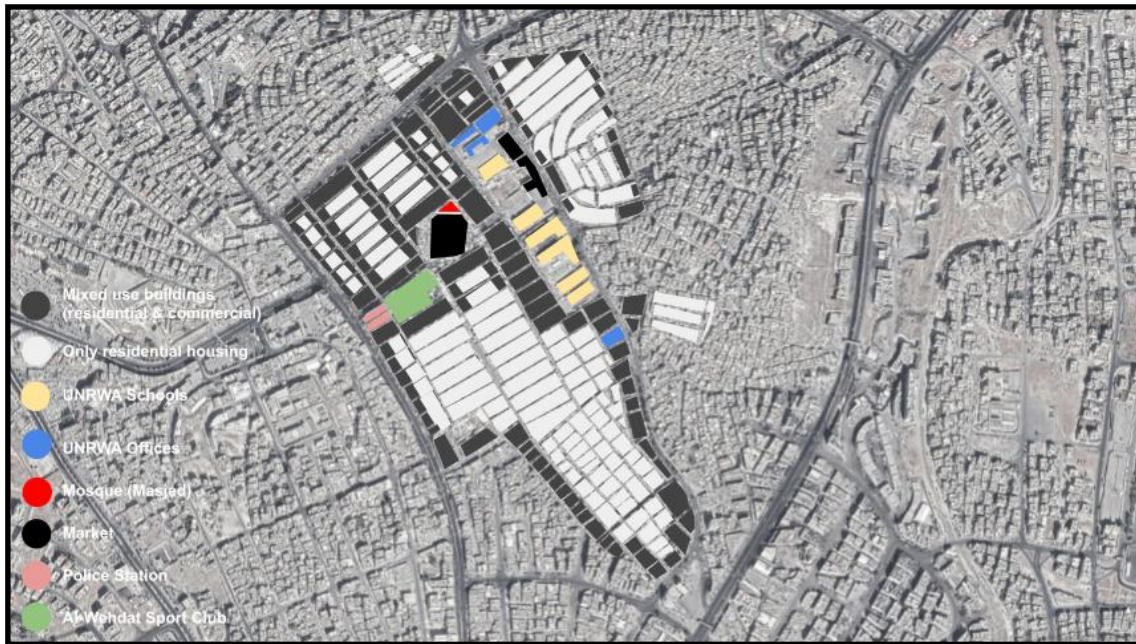 Mixed use buildings
(residential & commercial)
Only residential housing
UNRWA Schools
UNRWA Offices
Mosque (Masjed)
Market
Police Station
Al-Wehdat Sport Club